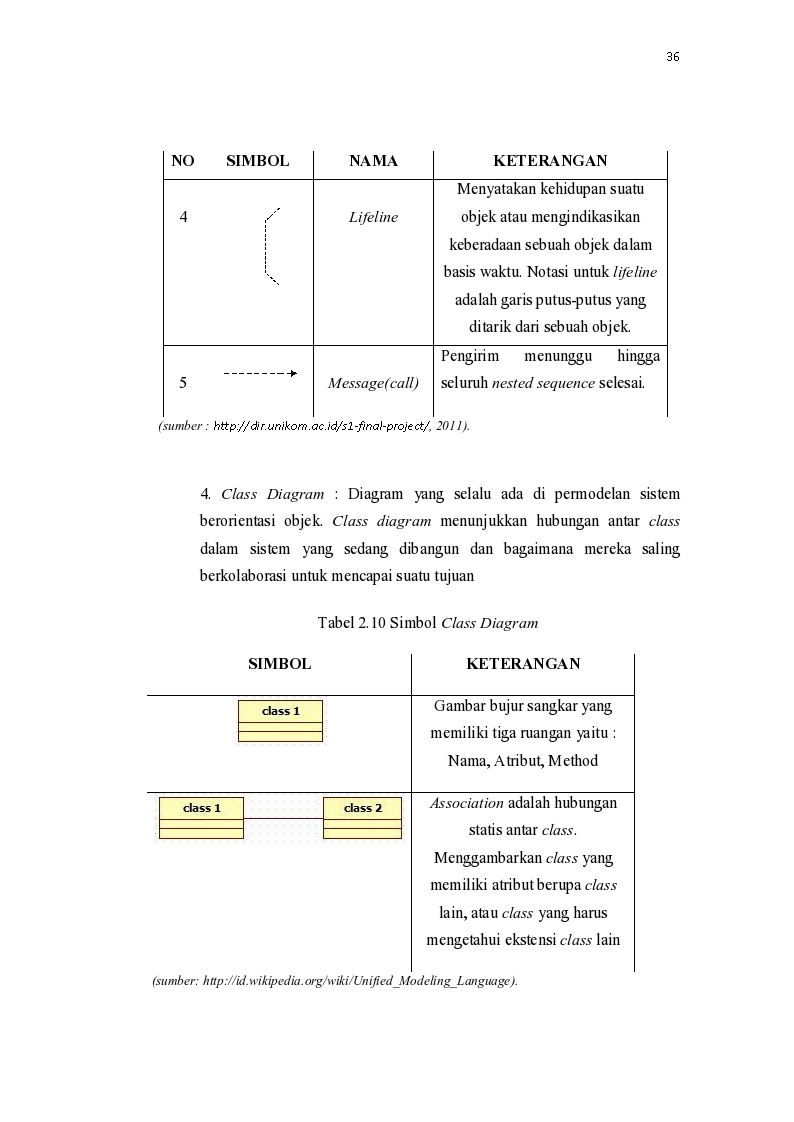 36
NO SIMBOL NAMA KETERANGAN
4 Lifeline
Menyatakan kehidupan suatu
objek atau mengindikasikan
keberadaan sebuah objek dalam
basis waktu. Notasi untuk lifeline
adalah garis putus-putus yang
ditarik dari sebuah objek.
5 Message(call)
Pengirim menunggu hingga
seluruh nested sequence selesai.
(sumber : http://dir.unikom.ac.id/s1-final-project/, 2011).
4. Class Diagram : Diagram yang selalu ada di permodelan sistem
berorientasi objek. Class diagram menunjukkan hubungan antar class
dalam sistem yang sedang dibangun dan bagaimana mereka saling
berkolaborasi untuk mencapai suatu tujuan
Tabel 2.10 Simbol Class Diagram
SIMBOL KETERANGAN
class 1
Gambar bujur sangkar yang
memiliki tiga ruangan yaitu :
Nama, Atribut, Method
class 1 class 2
Association adalah hubungan
statis antar class.
Menggambarkan class yang
memiliki atribut berupa class
lain, atau class yang harus
mengetahui ekstensi class lain
(sumber: http://id.wikipedia.org/wiki/Unified_Modeling_Language).